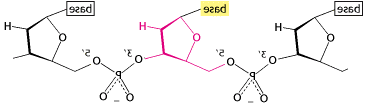 base base base
O H O H O H
3' 5' 3' 5'
O O O O
P P
O O O O
– –